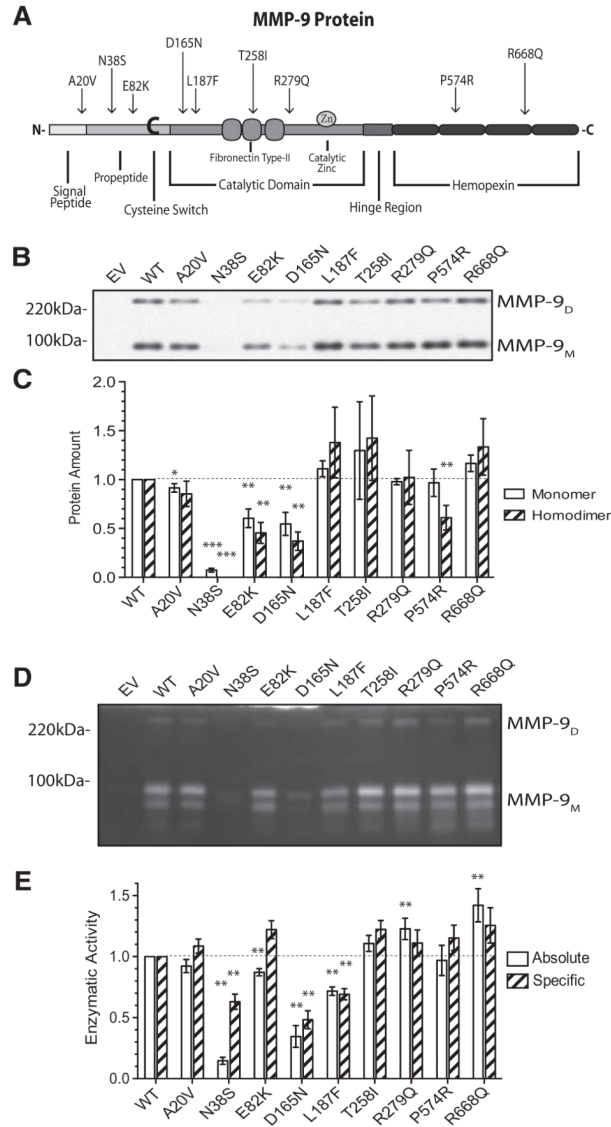 A
MMP-9 Protein
D165N
R668Q
N38S
T258I
A20V
E82K
L187F
R279Q
P574R
C
Zn
N-
-C
Fibronectin Type-II
Catalytic
Zinc
Signal
Peptide
Propeptide
Cysteine Switch
Catalytic Domain
Hinge Region
Hemopexin
B
EV WT A20V N38S E82K D165N L187F T258I R279Q P574R R668Q
220kDa-
MMP-9D
100kDa-
MMP-9M
C
2.0
1.5
1.0
0.5
0.0
Protein Amount
*
***
***
**
**
**
**
**
Monomer
Homodimer
WT A20V N38S E82K D165N L187F T258I R279Q P574R R668Q
D
EV WT A20V N38S E82K D165N L187F T258I R279Q P574R R668Q
220kDa-
MMP-9D
100kDa-
MMP-9M
E
1.5
1.0
0.5
0.0
Enzymatic Activity
**
**
**
**
**
**
**
**
**
Absolute
Specific
WT A20V N38S E82K D165N L187F T258I R279Q P574R R668Q